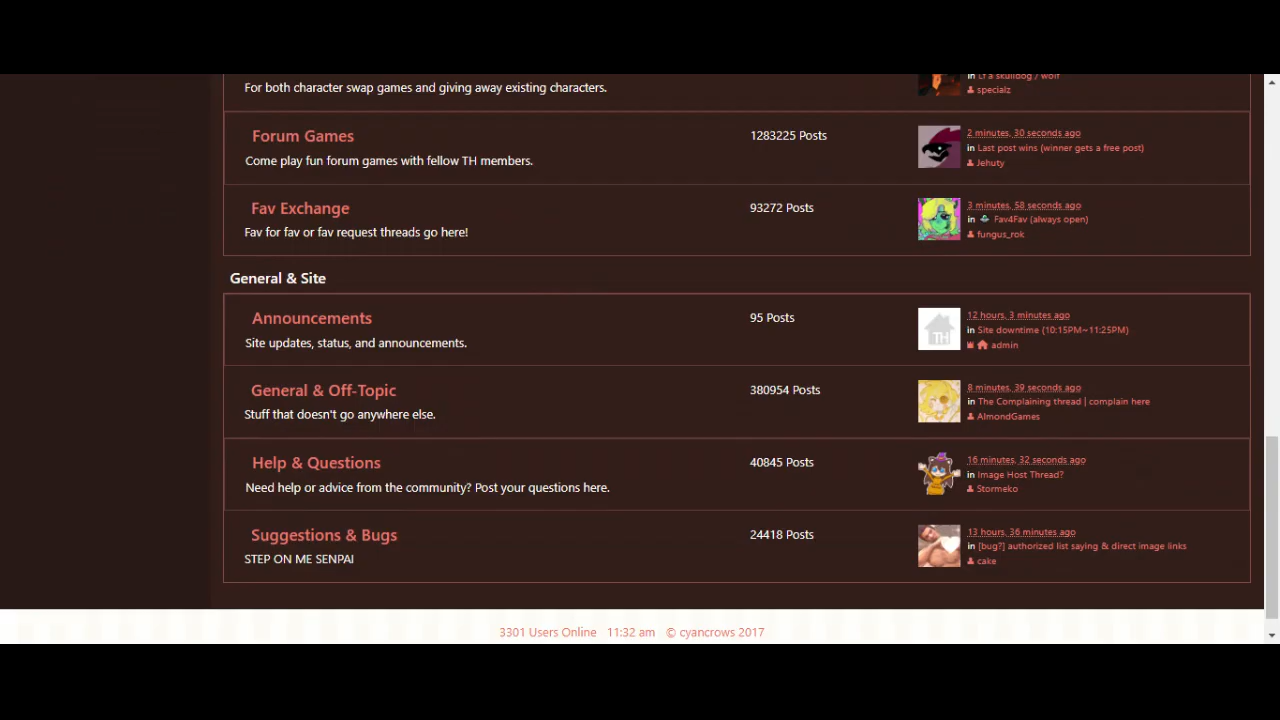 in Lf a skulldog / wolf
For both character swap games and giving away existing characters.
specialz
Forum Games
1283225 Posts
2 minutes, 30 seconds ago
in Last post wins (winner gets a free post)
Come play fun forum games with fellow TH members.
Jehuty
Fav Exchange
93272 Posts
3 minutes, 58 seconds ago
in Fav4Fav (always open)
Fav for fav or fav request threads go here!
fungus_rok
General & Site
Announcements
95 Posts
12 hours, 3 minutes ago
in Site downtime (10:15PM~11:25PM)
Site updates, status, and announcements.
TH
admin
General & Off-Topic
380954 Posts
8 minutes, 39 seconds ago
in The Complaining thread | complain here
Stuff that doesn't go anywhere else.
AlmondGames
Help & Questions
40845 Posts
16 minutes, 32 seconds ago
in Image Host Thread?
Need help or advice from the community? Post your questions here.
Stormeko
Suggestions & Bugs
24418 Posts
13 hours, 36 minutes ago
in [bug?] authorized list saying & direct image links
STEP ON ME SENPAI
cake
3301 Users Online 11:32 am © cyancrows 2017